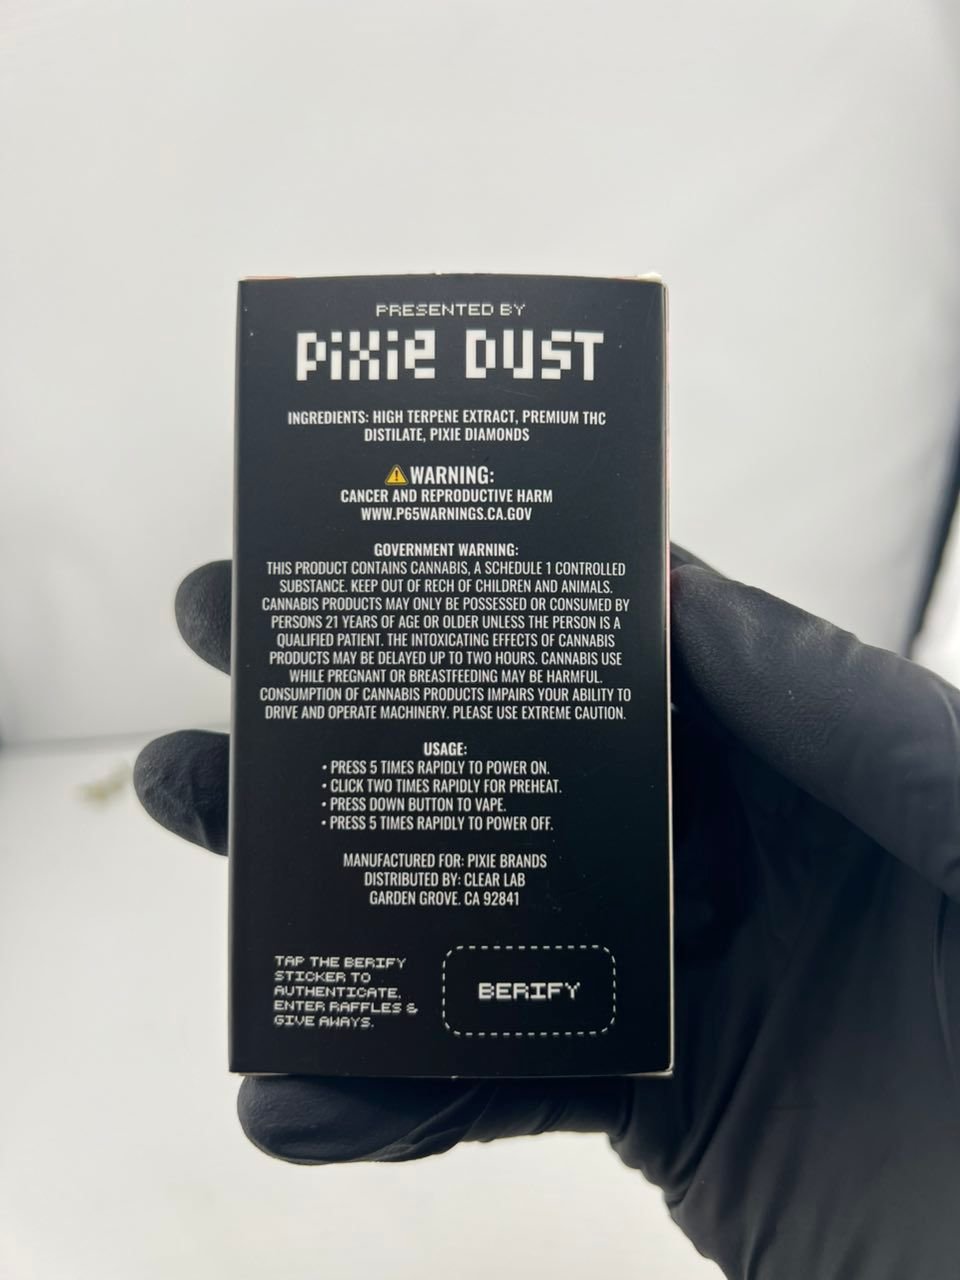 PRESENTED BY
PiXie DUST
INGREDIENTS: HIGH TERPENE EXTRACT, PREMIUM THC
DISTILATE, PIXIE DIAMONDS
⚠️WARNING:
CANCER AND REPRODUCTIVE HARM
WWW.P65WARNINGS.CA.GOV
GOVERNMENT WARNING:
THIS PRODUCT CONTAINS CANNABIS, A SCHEDULE 1 CONTROLLED
SUBSTANCE. KEEP OUT OF RECH OF CHILDREN AND ANIMALS.
CANNABIS PRODUCTS MAY ONLY BE POSSESSED OR CONSUMED BY
PERSONS 21 YEARS OF AGE OR OLDER UNLESS THE PERSON IS A
QUALIFIED PATIENT. THE INTOXICATING EFFECTS OF CANNABIS
PRODUCTS MAY BE DELAYED UP TO TWO HOURS. CANNABIS USE
WHILE PREGNANT OR BREASTFEEDING MAY BE HARMFUL.
CONSUMPTION OF CANNABIS PRODUCTS IMPAIRS YOUR ABILITY TO
DRIVE AND OPERATE MACHINERY. PLEASE USE EXTREME CAUTION.
USAGE:
• PRESS 5 TIMES RAPIDLY TO POWER ON.
• CLICK TWO TIMES RAPIDLY FOR PREHEAT.
• PRESS DOWN BUTTON TO VAPE.
• PRESS 5 TIMES RAPIDLY TO POWER OFF.
MANUFACTURED FOR: PIXIE BRANDS
DISTRIBUTED BY: CLEAR LAB
GARDEN GROVE. CA 92841
TAP THE BERIFY
STICKER TO
AUTHENTICATE.
ENTER RAFFLES &
GIVE AWAYS.
BERIFY